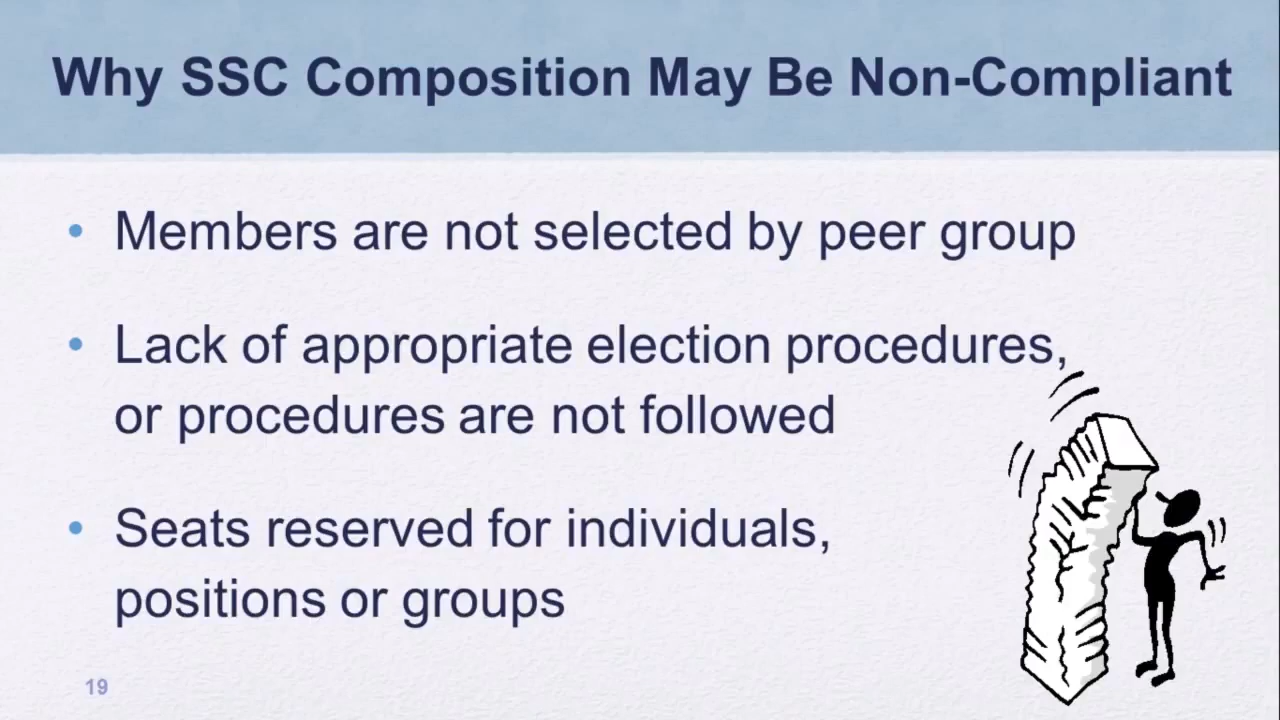 Why SSC Composition May Be Non-Compliant
• Members are not selected by peer group
• Lack of appropriate election procedures,
or procedures are not followed
• Seats reserved for individuals,
positions or groups
19